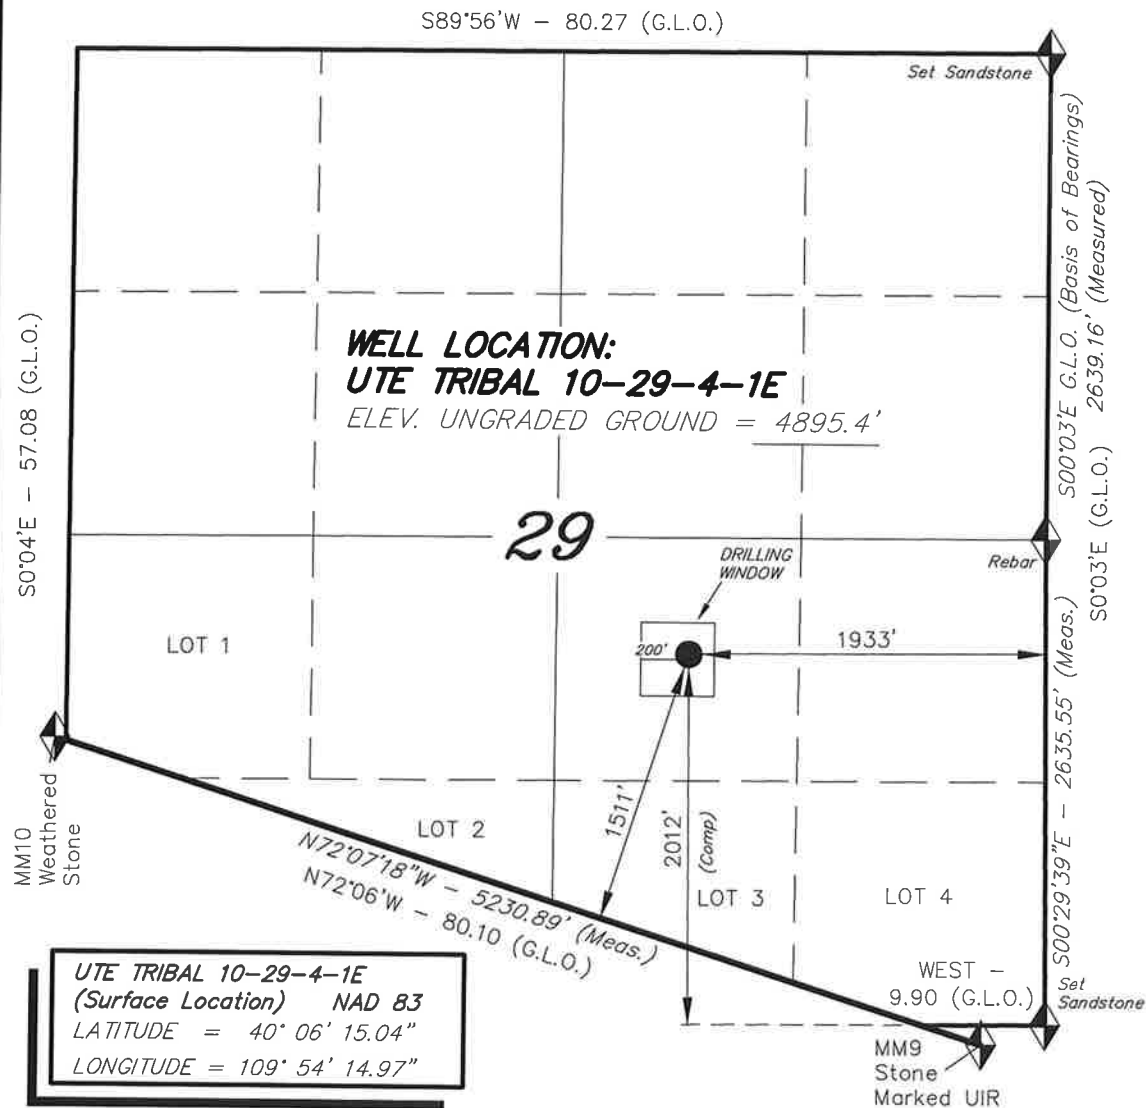 S89°56'W - 80.27 (G.L.O.)
Set Sandstone
S00°03'E G.L.O. (Basis of Bearings)
2639.16' (Measured)
S0°03'E (G.L.O.)
S0°04'E - 57.08 (G.L.O.)
WELL LOCATION:
UTE TRIBAL 10-29-4-1E
ELEV. UNGRADED GROUND = 4895.4'
29
DRILLING
WINDOW
Rebar
200'
1933'
LOT 1
S00°29'39"E - 2635.55' (Meas.)
MM10
Weathered
Stone
LOT 2
1511'
2012'
(Comp)
LOT 3
LOT 4
N72°07'18"W - 5230.89' (Meas.)
N72°06'W - 80.10 (G.L.O.)
WEST -
9.90 (G.L.O.)
Set
Sandstone
MM9
Stone
Marked UIR
UTE TRIBAL 10-29-4-1E
(Surface Location) NAD 83
LATITUDE = 40° 06' 15.04"
LONGITUDE = 109° 54' 14.97"